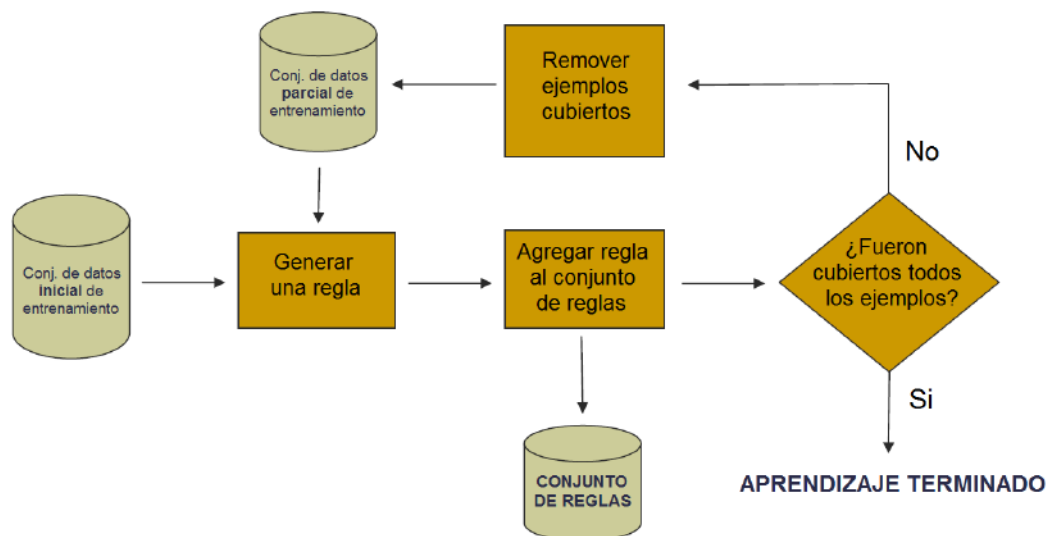 Conj. de datos
parcial de
entrenamiento
Remover
ejemplos
cubiertos
No
Conj. de datos
inicial de
entrenamiento
Generar
una regla
Agregar regla
al conjunto
de reglas
¿Fueron
cubiertos todos
los ejemplos?
Si
CONJUNTO
DE REGLAS
APRENDIZAJE TERMINADO